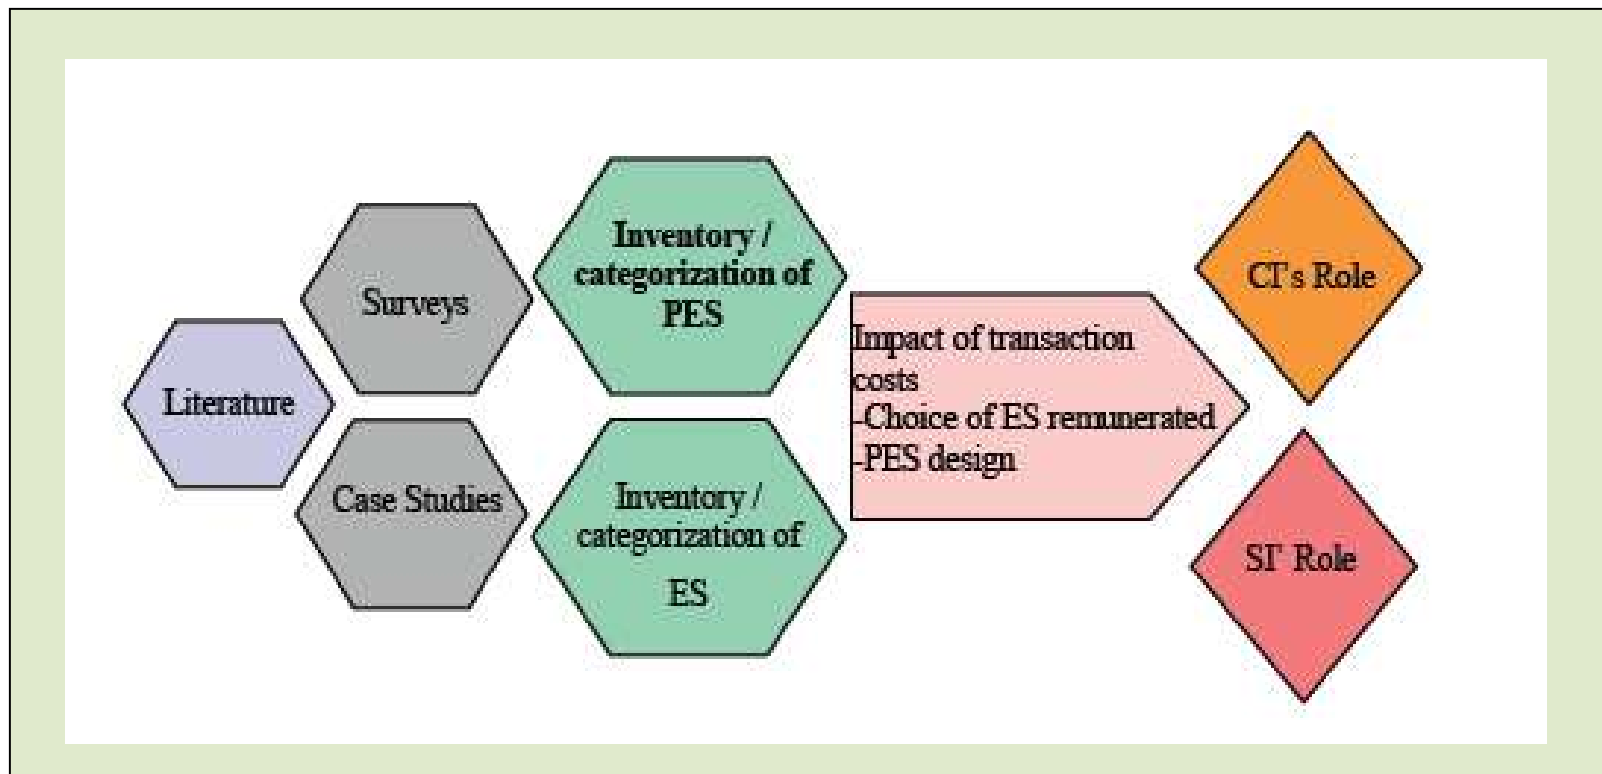 Literature
Surveys
Case Studies
Inventory /
categorization of
PES
Inventory /
categorization of
ES
Impact of transaction
costs
-Choice of ES remunerated
-PES design
CT's Role
ST' Role